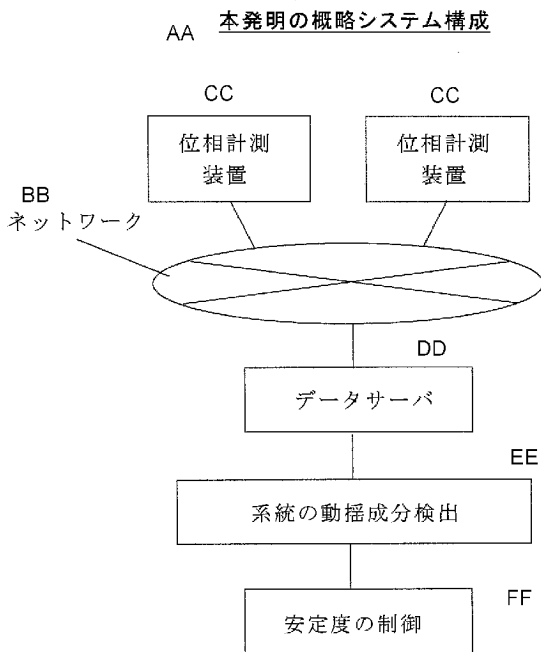 AA 本発明の概略システム構成
CC CC
位相計測 位相計測
装置 装置
BB
ネットワーク
DD
データサーバ
EE
系統の動揺成分検出
FF
安定度の制御